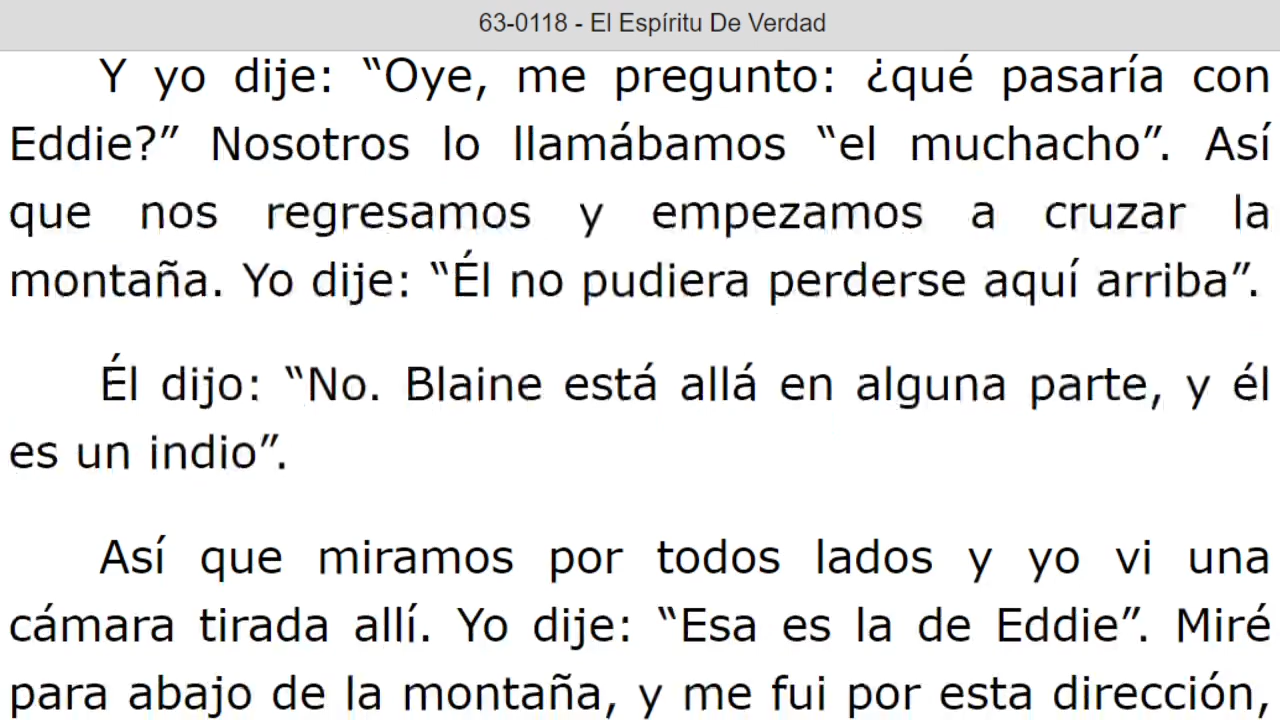 63-0118 - El Espíritu De Verdad
Y yo dije: “Oye, me pregunto: ¿qué pasaría con
Eddie?” Nosotros lo llamábamos “el muchacho”. Así
que nos regresamos y empezamos a cruzar la
montaña. Yo dije: “Él no pudiera perderse aquí arriba”.
Él dijo: “No. Blaine está allá en alguna parte, y él
es un indio”.
Así que miramos por todos lados y yo vi una
cámara tirada allí. Yo dije: “Esa es la de Eddie”. Miré
para abajo de la montaña, y me fui por esta dirección,